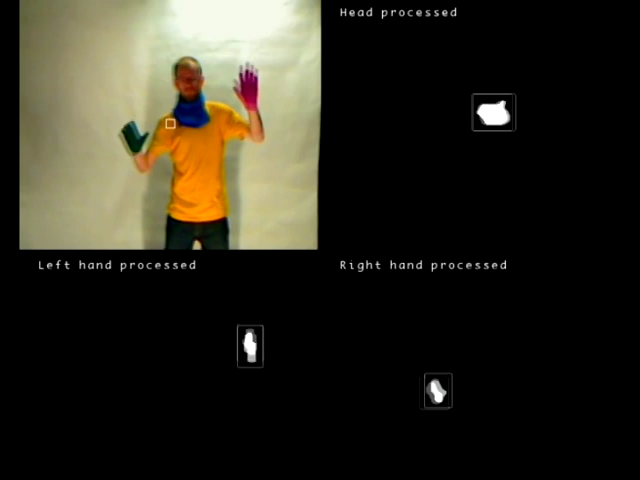 Head processed
Left hand processed
Right hand processed